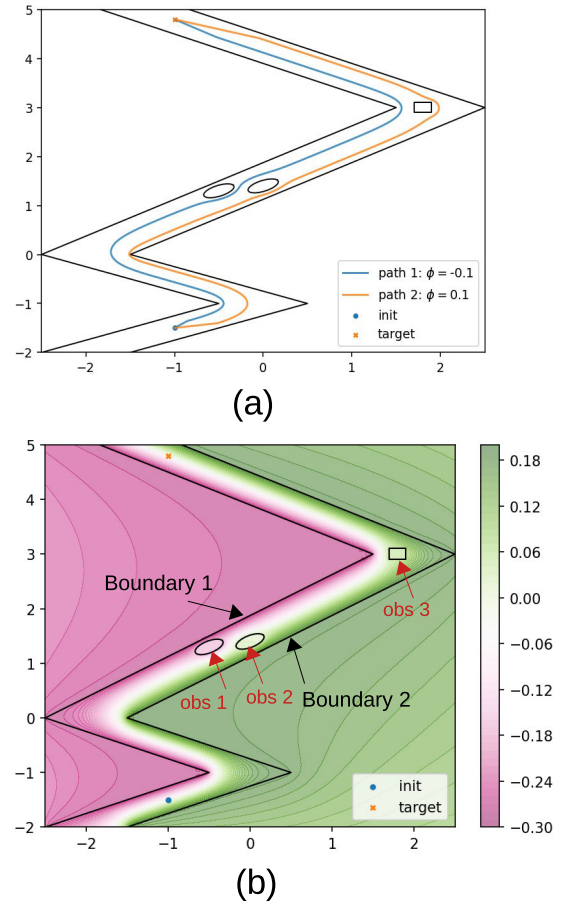 5
4
3
2
1
0
−1
−2
−2
−1
0
1
2
path 1: ϕ = -0.1
path 2: ϕ = 0.1
init
target
(a)
5
4
3
2
1
0
−1
−2
−2
−1
0
1
2
Boundary 1
obs 3
obs 1
obs 2
Boundary 2
init
target
0.18
0.12
0.06
0.00
−0.06
−0.12
−0.18
−0.24
−0.30
(b)